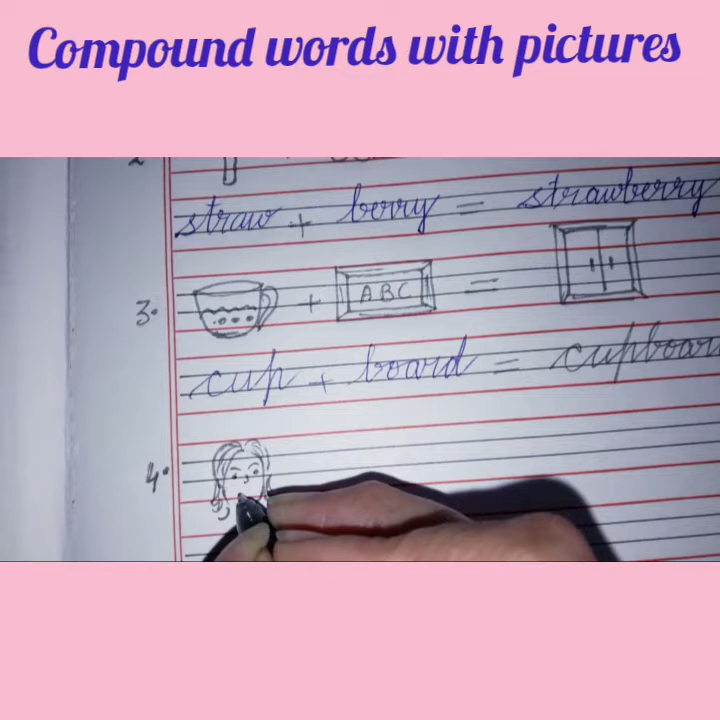 Compound words with pictures
straw + berry = strawberry
3. + ABC =
cup + board = cupboard
4.